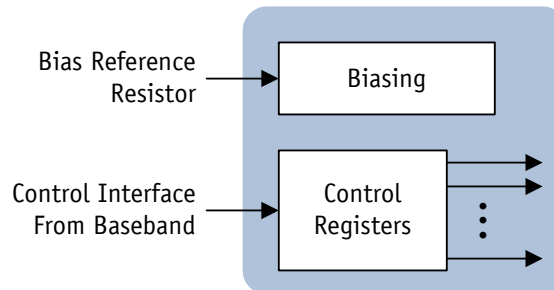 Bias Reference
Resistor
Biasing
Control Interface
From Baseband
Control
Registers